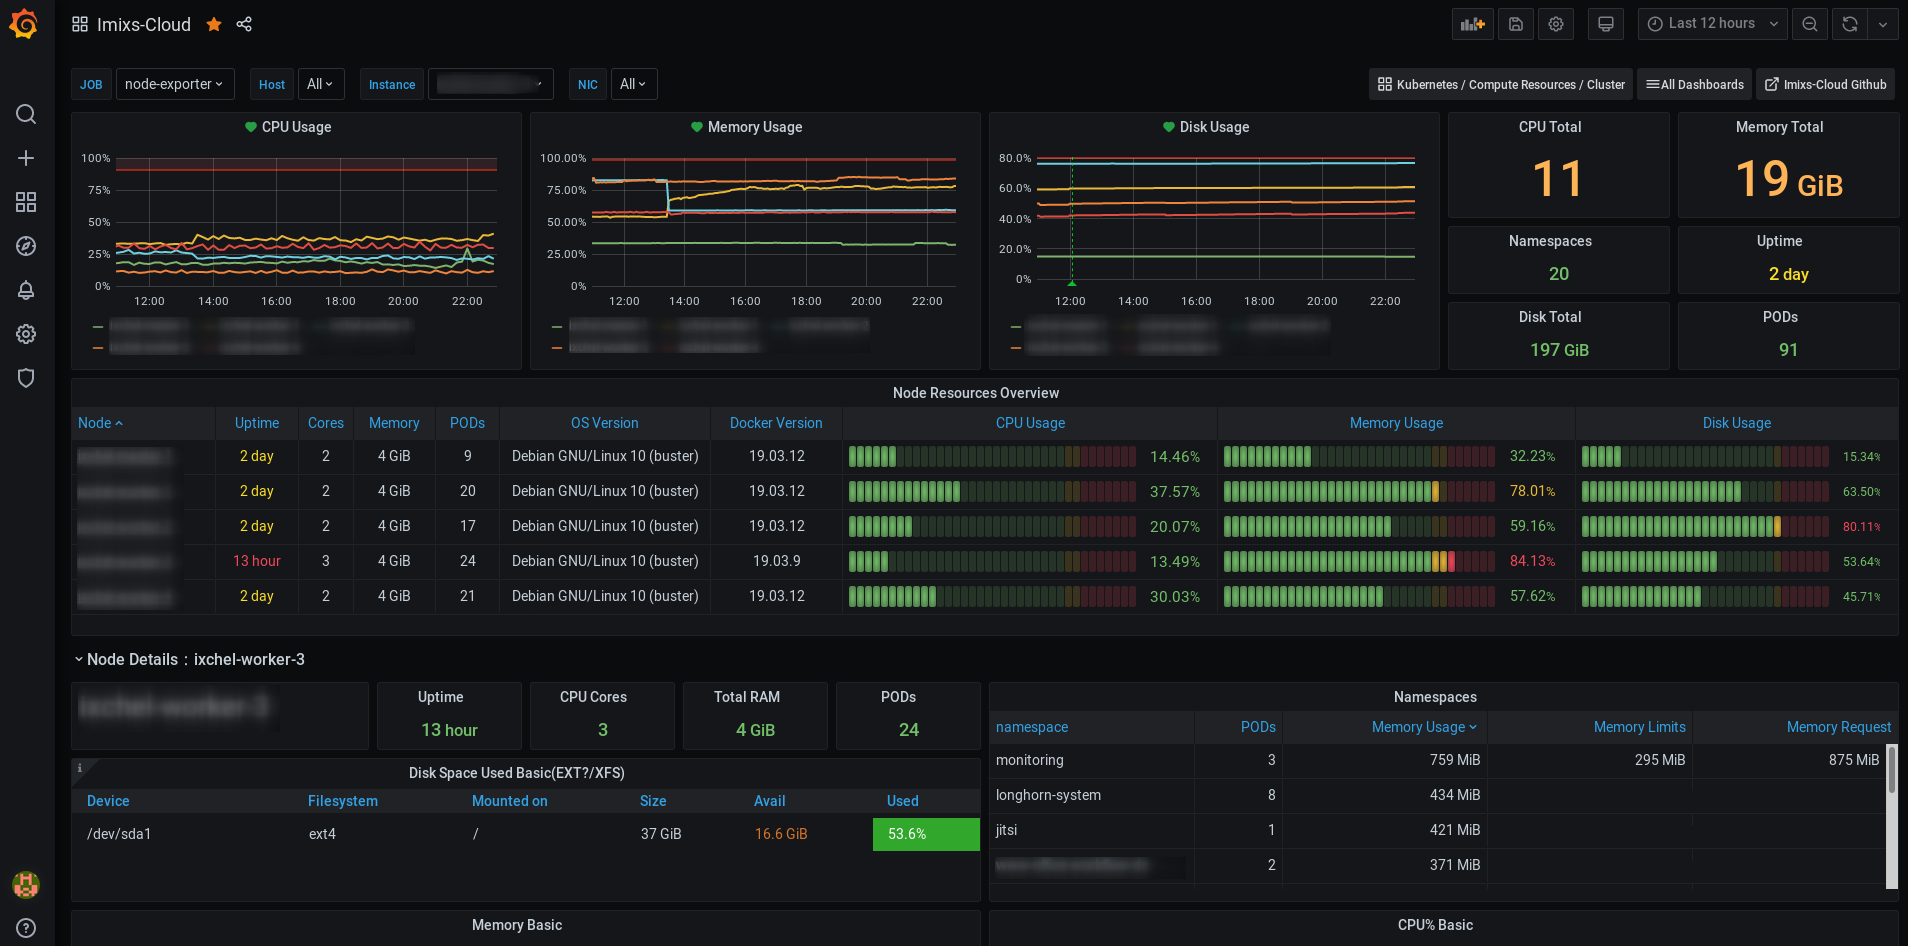 Imixs-Cloud
Last 12 hours
JOB node-exporter Host All Instance NIC All
Kubernetes / Compute Resources / Cluster All Dashboards Imixs-Cloud Github
CPU Usage
100%
75%
50%
25%
0%
12:00 14:00 16:00 18:00 20:00 22:00
Memory Usage
100.00%
75.00%
50.00%
25.00%
0%
12:00 14:00 16:00 18:00 20:00 22:00
Disk Usage
80.0%
60.0%
40.0%
20.0%
0%
12:00 14:00 16:00 18:00 20:00 22:00
CPU Total
11
Memory Total
19 GiB
Namespaces
20
Uptime
2 day
Disk Total
197 GiB
PODs
91
Node Resources Overview
Node Uptime Cores Memory PODs OS Version Docker Version CPU Usage Memory Usage Disk Usage
2 day 2 4 GiB 9 Debian GNU/Linux 10 (buster) 19.03.12 14.46% 32.23% 15.34%
2 day 2 4 GiB 20 Debian GNU/Linux 10 (buster) 19.03.12 37.57% 78.01% 63.50%
2 day 2 4 GiB 17 Debian GNU/Linux 10 (buster) 19.03.12 20.07% 59.16% 80.11%
13 hour 3 4 GiB 24 Debian GNU/Linux 10 (buster) 19.03.9 13.49% 84.13% 53.64%
2 day 2 4 GiB 21 Debian GNU/Linux 10 (buster) 19.03.12 30.03% 57.62% 45.71%
Node Details : ixchel-worker-3
Uptime
13 hour
CPU Cores
3
Total RAM
4 GiB
PODs
24
i
Disk Space Used Basic(EXT?/XFS)
Device Filesystem Mounted on Size Avail Used
/dev/sda1 ext4 / 37 GiB 16.6 GiB 53.6%
Namespaces
namespace PODs Memory Usage Memory Limits Memory Request
monitoring 3 759 MiB 295 MiB 875 MiB
longhorn-system 8 434 MiB
jitsi 1 421 MiB
2 371 MiB
Memory Basic
CPU% Basic